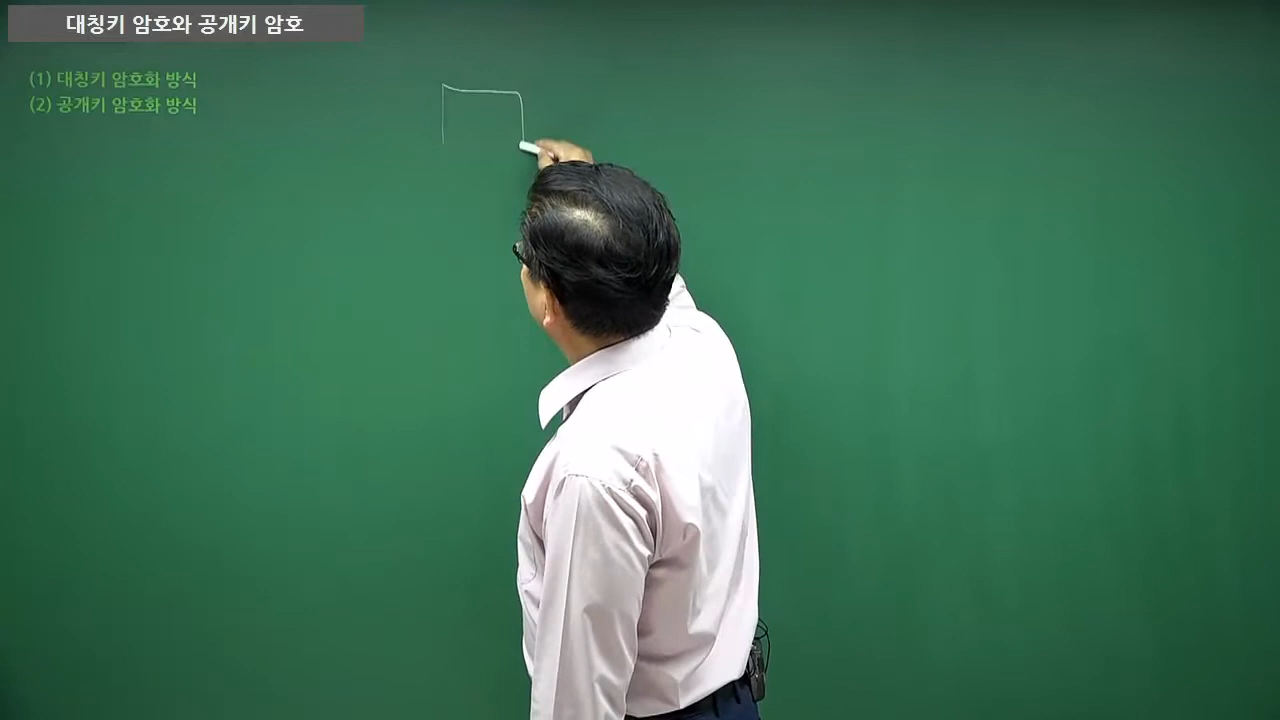 대칭키 암호와 공개키 암호
(1) 대칭키 암호화 방식
(2) 공개키 암호화 방식